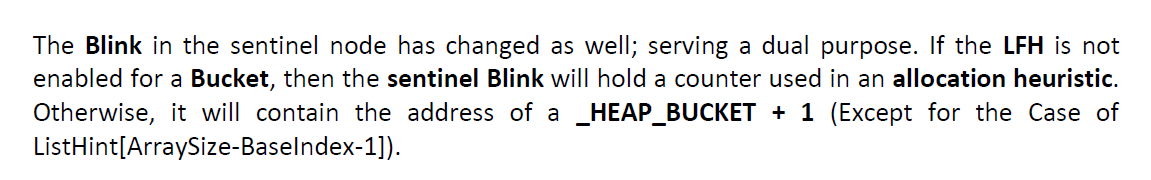 The Blink in the sentinel node has changed as well; serving a dual purpose. If the LFH is not
enabled for a Bucket, then the sentinel Blink will hold a counter used in an allocation heuristic.
Otherwise, it will contain the address of a _HEAP_BUCKET + 1 (Except for the Case of
ListHint[ArraySize-BaseIndex-1]).